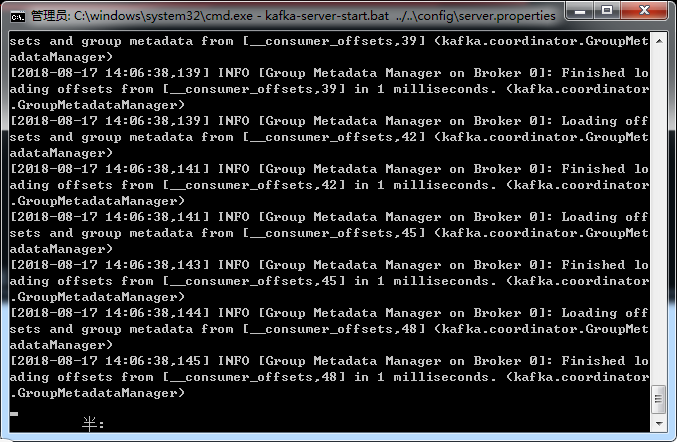 管理员: C:\windows\system32\cmd.exe - kafka-server-start.bat ../..\config\server.properties
sets and group metadata from [__consumer_offsets,39] (kafka.coordinator.GroupMet
adataManager)
[2018-08-17 14:06:38,139] INFO [Group Metadata Manager on Broker 0]: Finished lo
ading offsets from [__consumer_offsets,39] in 1 milliseconds. (kafka.coordinator
.GroupMetadataManager)
[2018-08-17 14:06:38,139] INFO [Group Metadata Manager on Broker 0]: Loading off
sets and group metadata from [__consumer_offsets,42] (kafka.coordinator.GroupMet
adataManager)
[2018-08-17 14:06:38,141] INFO [Group Metadata Manager on Broker 0]: Finished lo
ading offsets from [__consumer_offsets,42] in 1 milliseconds. (kafka.coordinator
.GroupMetadataManager)
[2018-08-17 14:06:38,141] INFO [Group Metadata Manager on Broker 0]: Loading off
sets and group metadata from [__consumer_offsets,45] (kafka.coordinator.GroupMet
adataManager)
[2018-08-17 14:06:38,143] INFO [Group Metadata Manager on Broker 0]: Finished lo
ading offsets from [__consumer_offsets,45] in 1 milliseconds. (kafka.coordinator
.GroupMetadataManager)
[2018-08-17 14:06:38,144] INFO [Group Metadata Manager on Broker 0]: Loading off
sets and group metadata from [__consumer_offsets,48] (kafka.coordinator.GroupMet
adataManager)
[2018-08-17 14:06:38,145] INFO [Group Metadata Manager on Broker 0]: Finished lo
ading offsets from [__consumer_offsets,48] in 1 milliseconds. (kafka.coordinator
.GroupMetadataManager)
半: